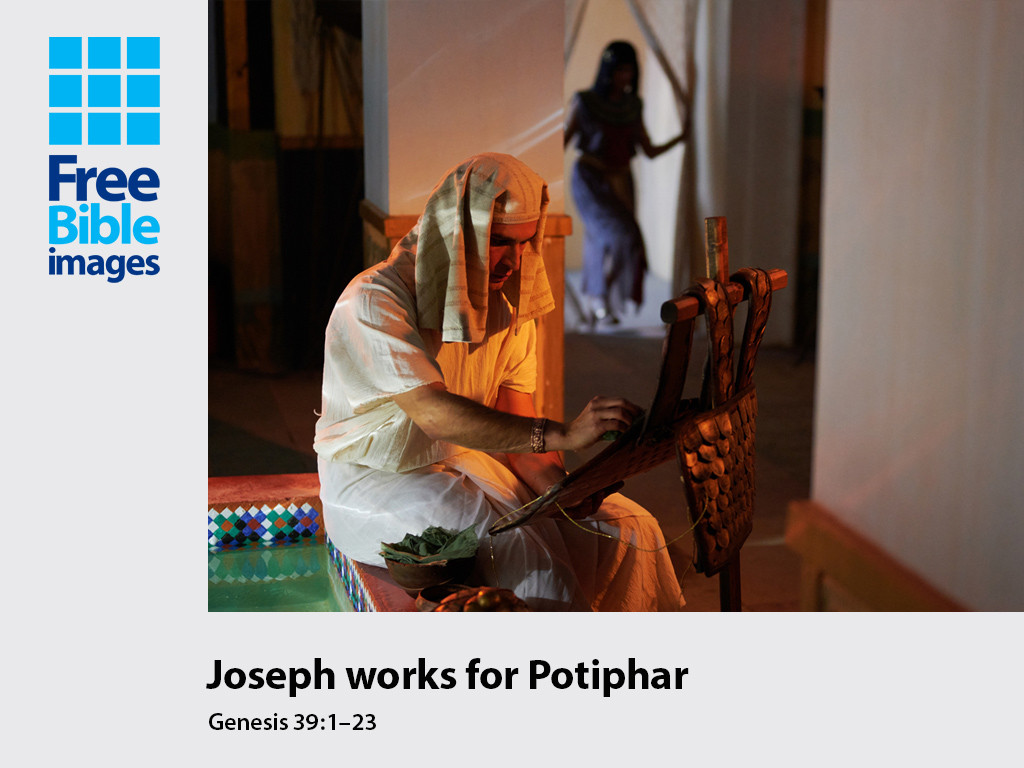 Free
Bible
images
Joseph works for Potiphar
Genesis 39:1–23